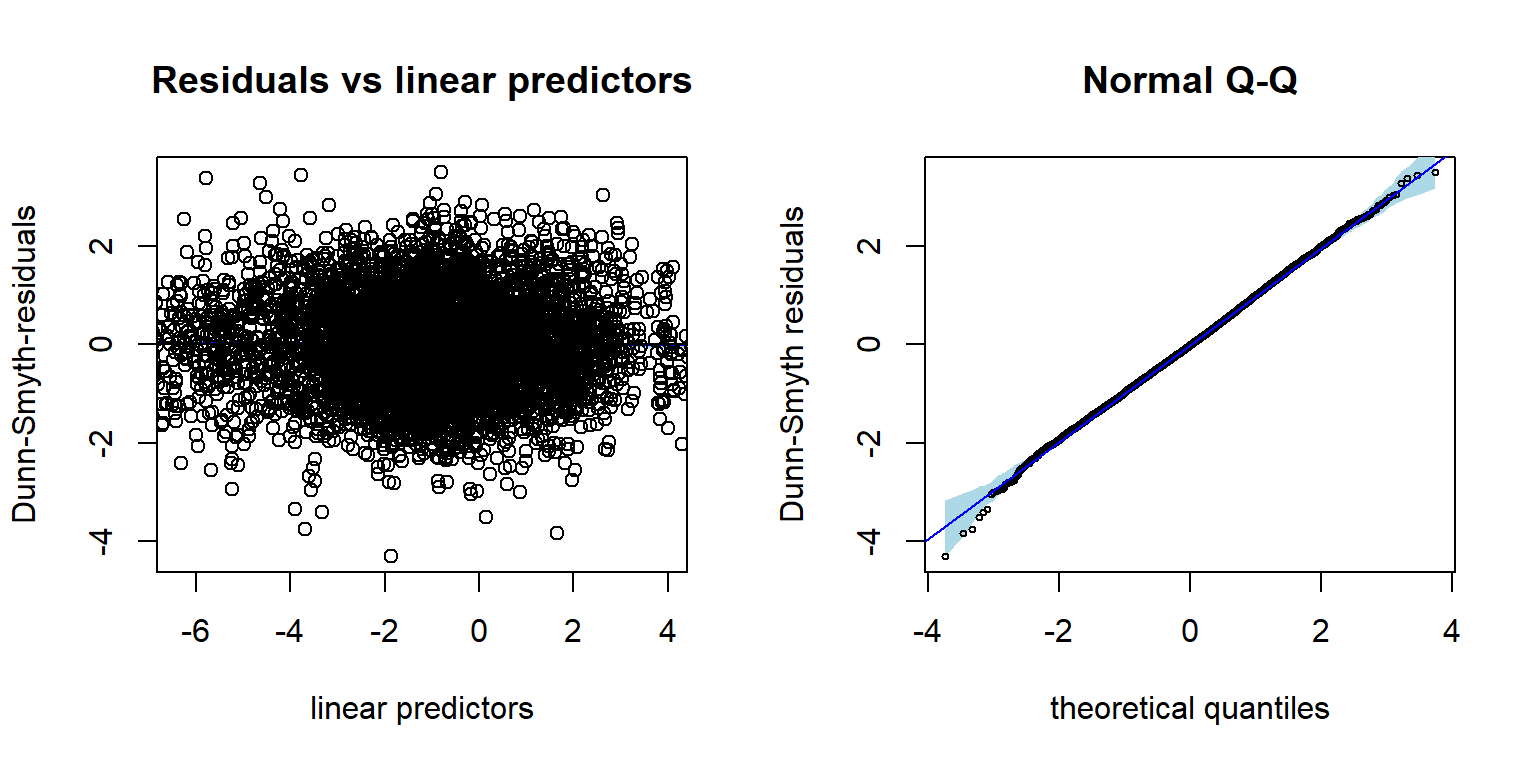 Residuals vs linear predictors
Dunn-Smyth-residuals
2
0
-2
-4
-6 -4 -2 0 2 4
linear predictors
Normal Q-Q
Dunn-Smyth residuals
2
0
-2
-4
-4 -2 0 2 4
theoretical quantiles